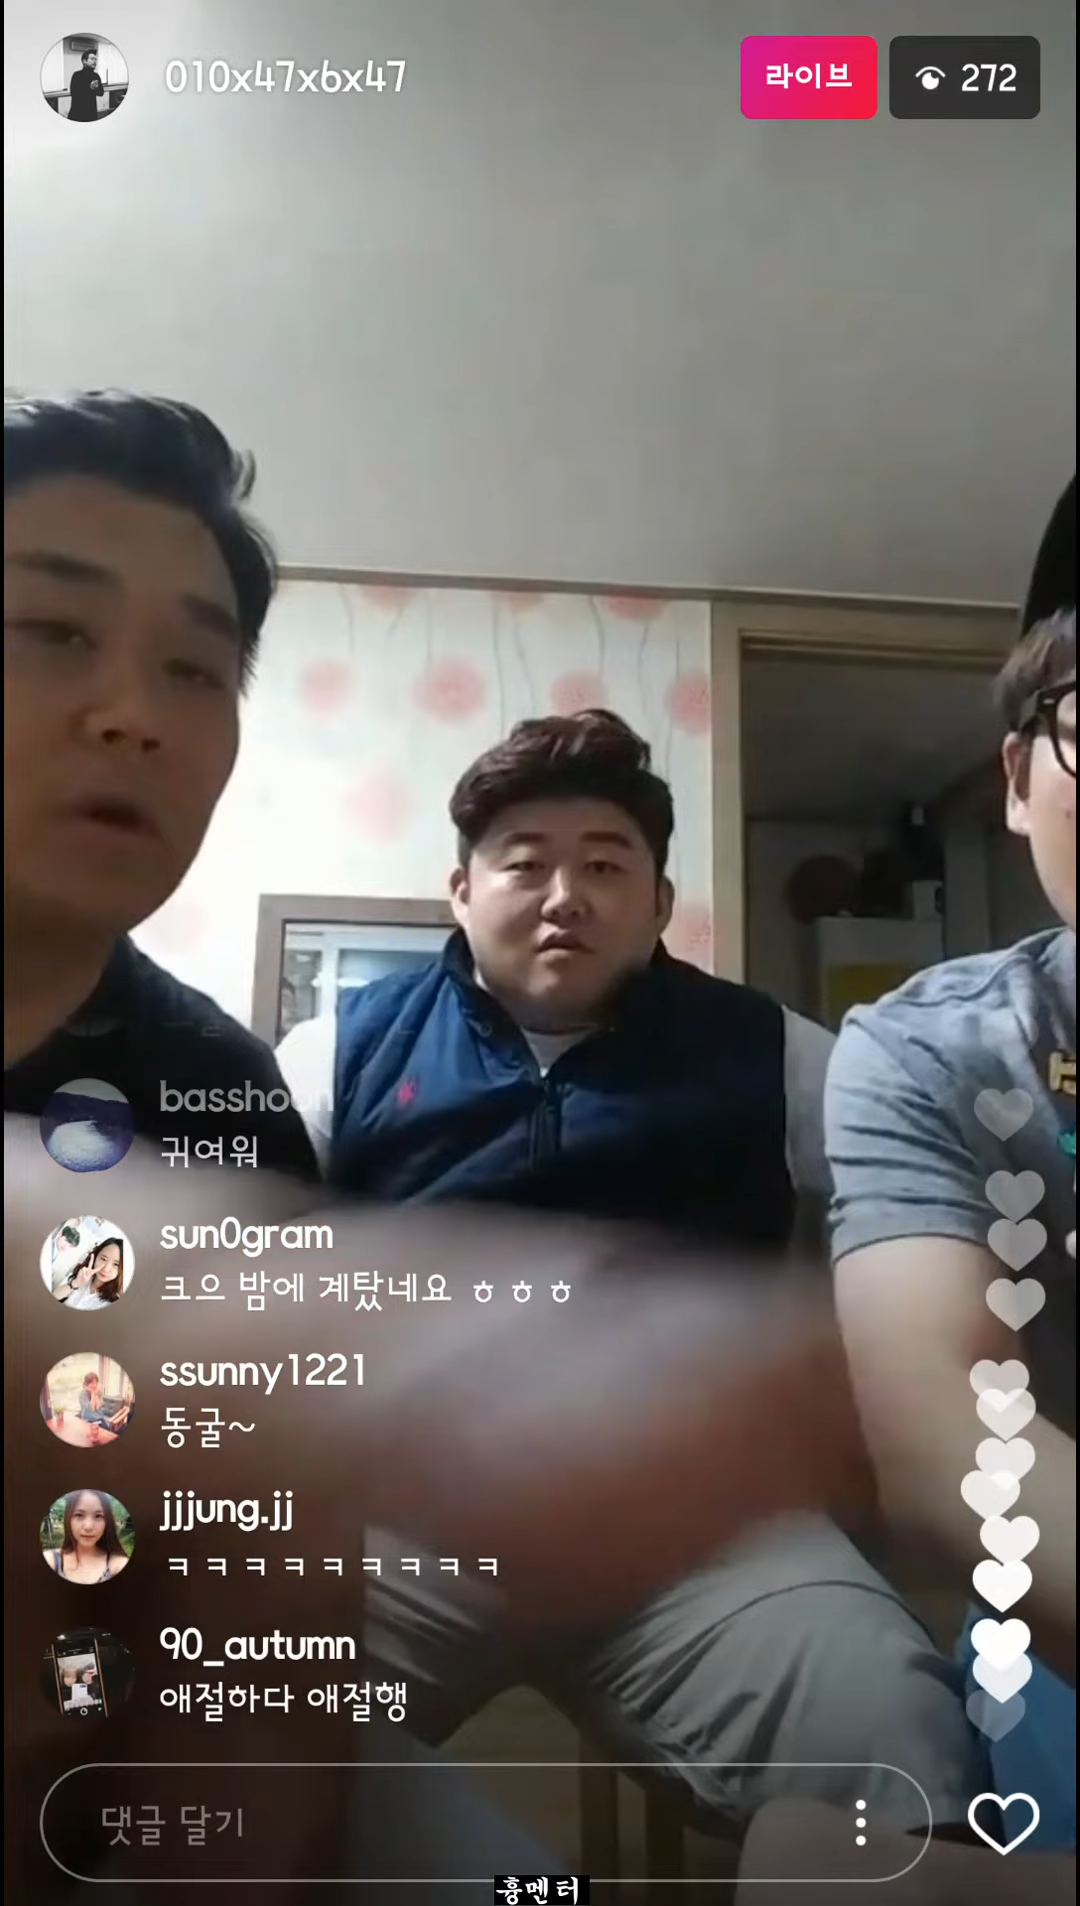 010x47x6x47
라이브
272
basshoon
귀여워
sun0gram
크으 밤에 계탔네요 ㅎㅎㅎ
ssunny1221
동굴~
jjjung.jj
ㅋㅋㅋㅋㅋㅋㅋㅋㅋ
90_autumn
애절하다 애절행
댓글 달기
흉멘터